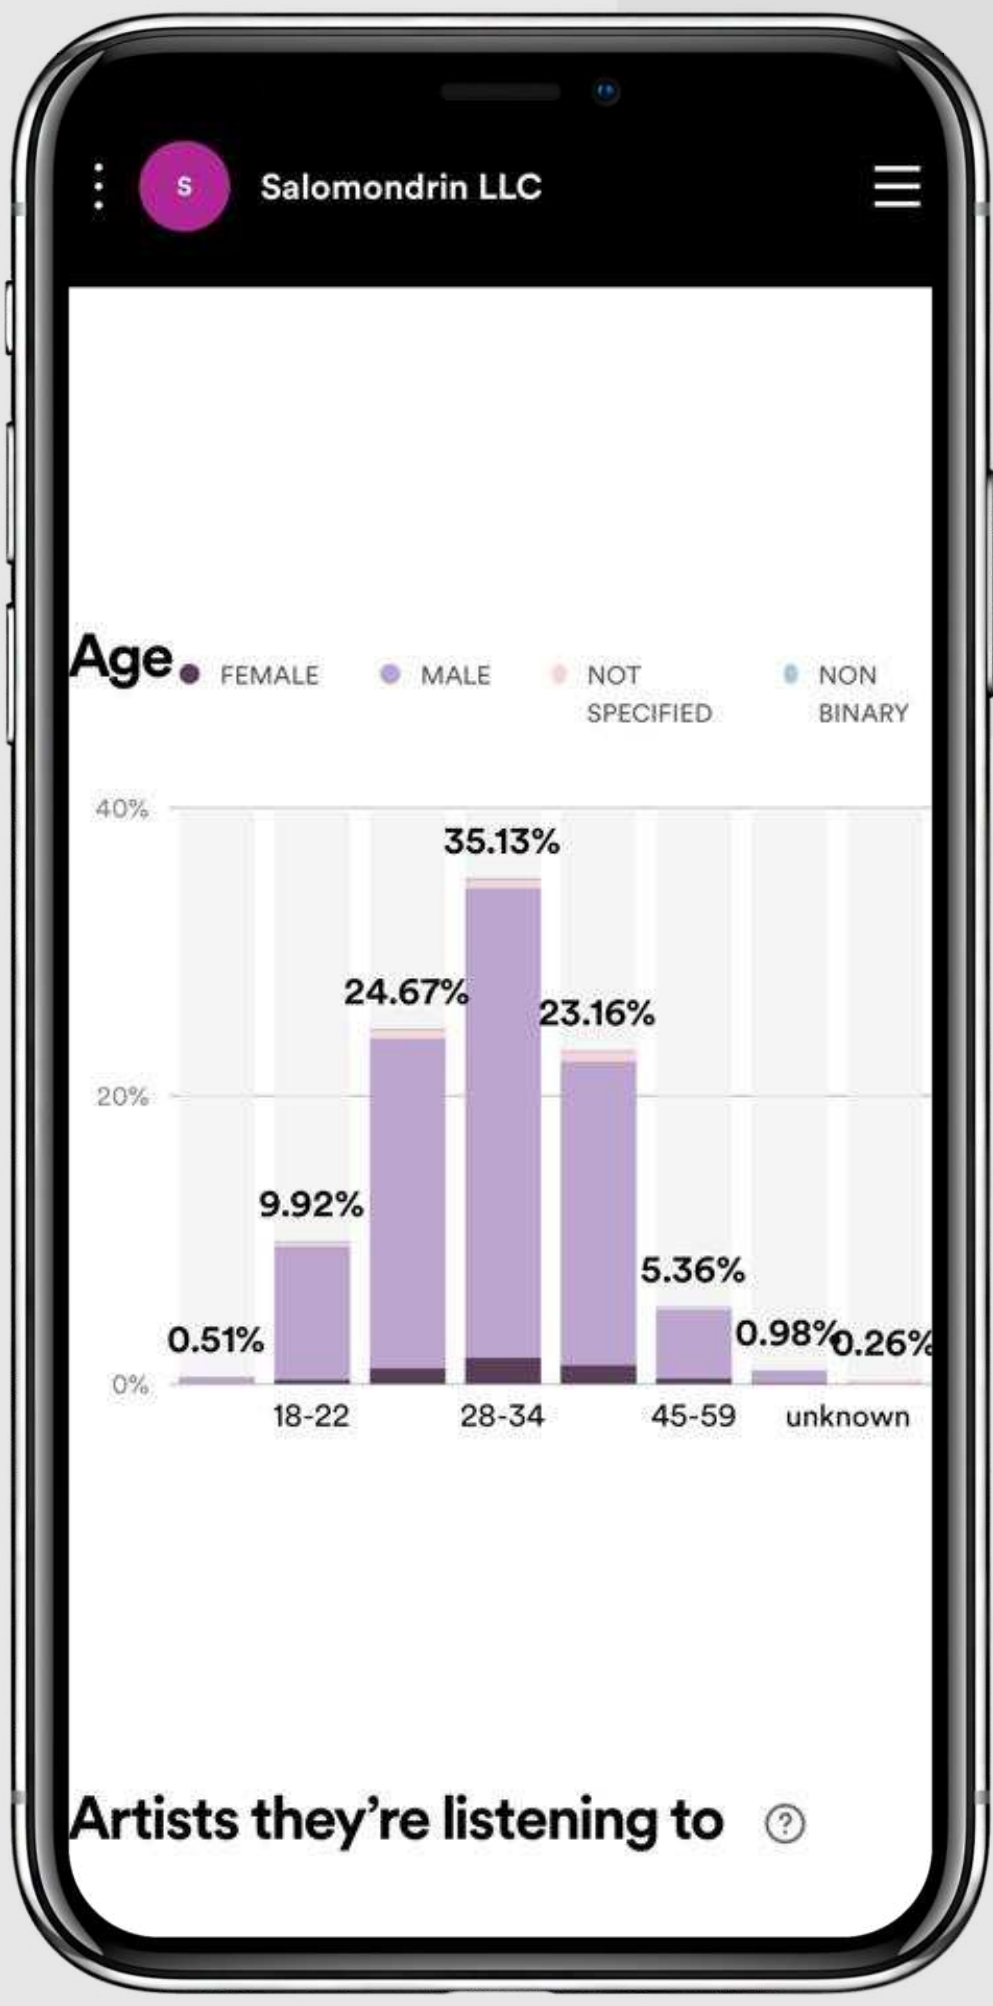 S Salomondrin LLC
Age FEMALE MALE NOT SPECIFIED NON BINARY
40%
35.13%
24.67%
23.16%
20%
9.92%
5.36%
0.51%
0.98%
0.26%
0%
18-22 28-34 45-59 unknown
Artists they’re listening to ?